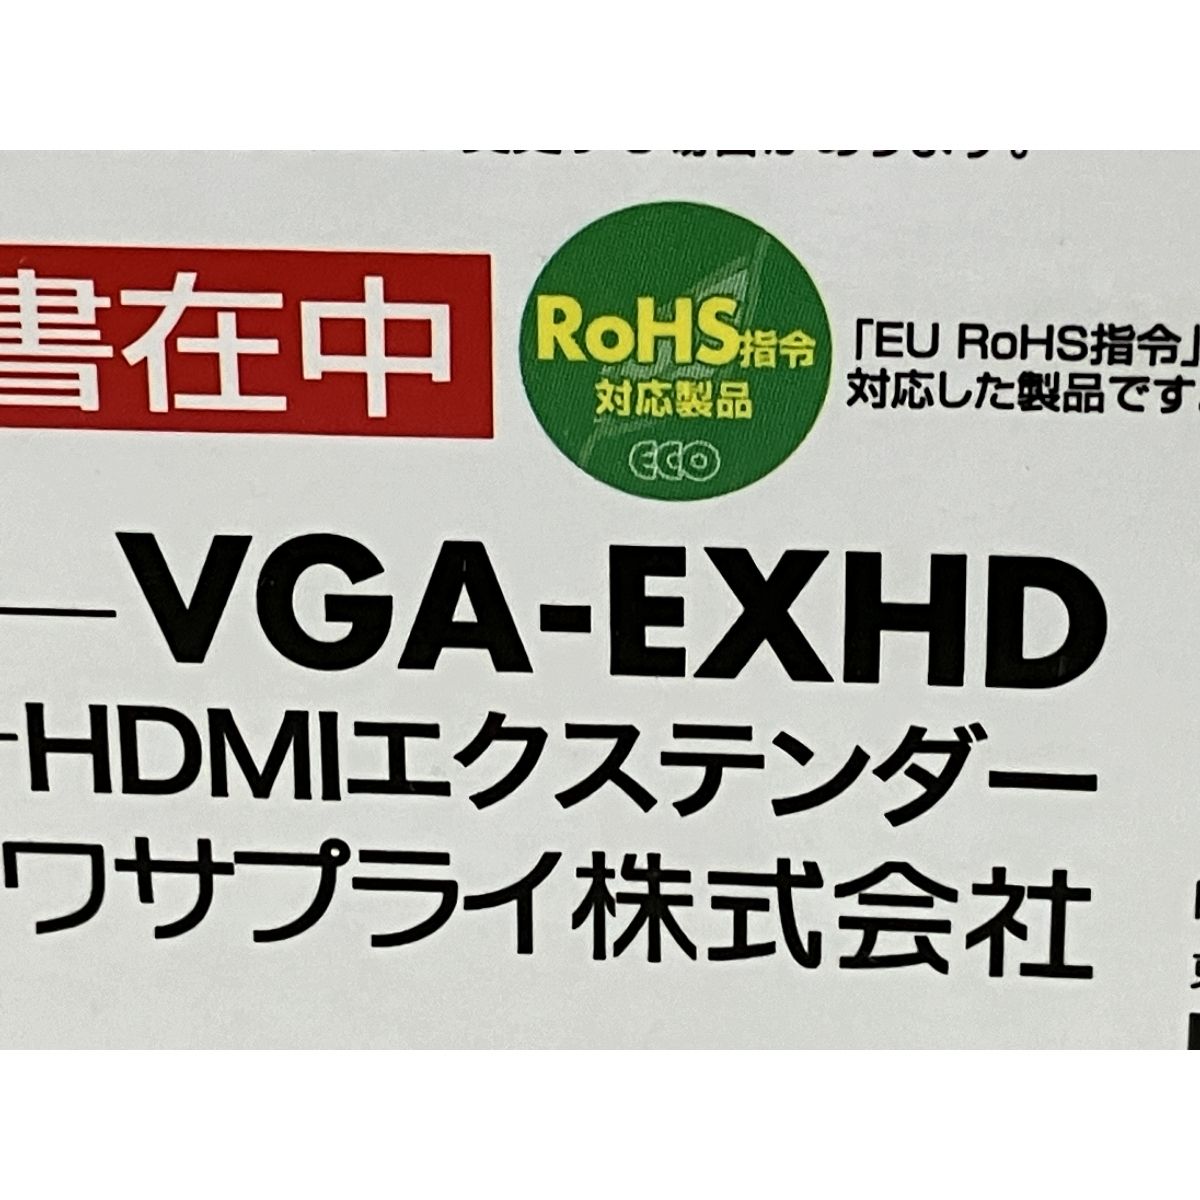 書在中
RoHS指令
対応製品
ECO
「EU RoHS指令」
対応した製品です
VGA-EXHD
HDMIエクステンダー
ワサプライ株式会社